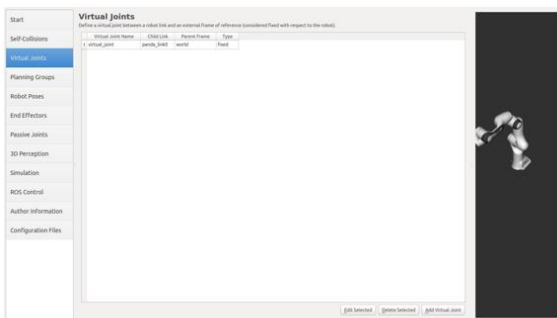 Start
Self-Collisions
Virtual Joints
Planning Groups
Robot Poses
End Effectors
Passive Joints
3D Perception
Simulation
ROS Control
Author Information
Configuration Files
Virtual Joints
Define a virtual joint between a robot link and an external frame of reference (considered fixed with respect to the robot).
Virtual Joint Name Child Link Parent Frame Type
1 virtual_joint panda_link0 world fixed
Edit Selected Delete Selected Add Virtual Joint